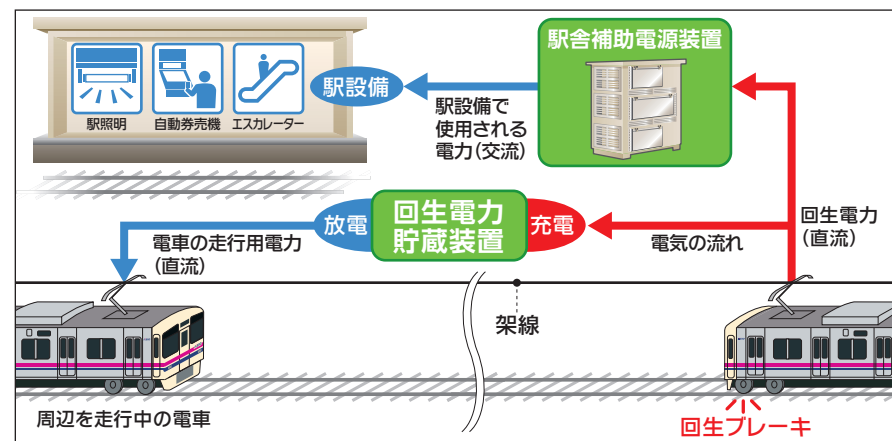 駅舎補助電源装置
駅設備
駅照明
自動券売機
エスカレーター
駅設備で
使用される
電力(交流)
放電
回生電力
貯蔵装置
充電
回生電力
(直流)
電車の走行用電力
(直流)
電気の流れ
架線
周辺を走行中の電車
回生ブレーキ